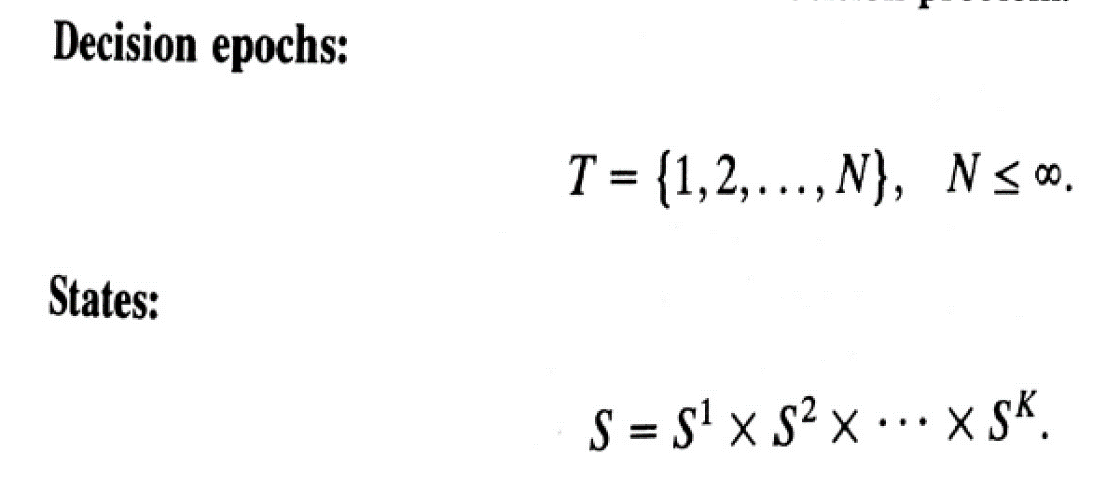 Decision epochs:
T = {1, 2, . . . , N}, N ≤ ∞.
States:
S = S¹ × S² × ··· × Sᴷ.